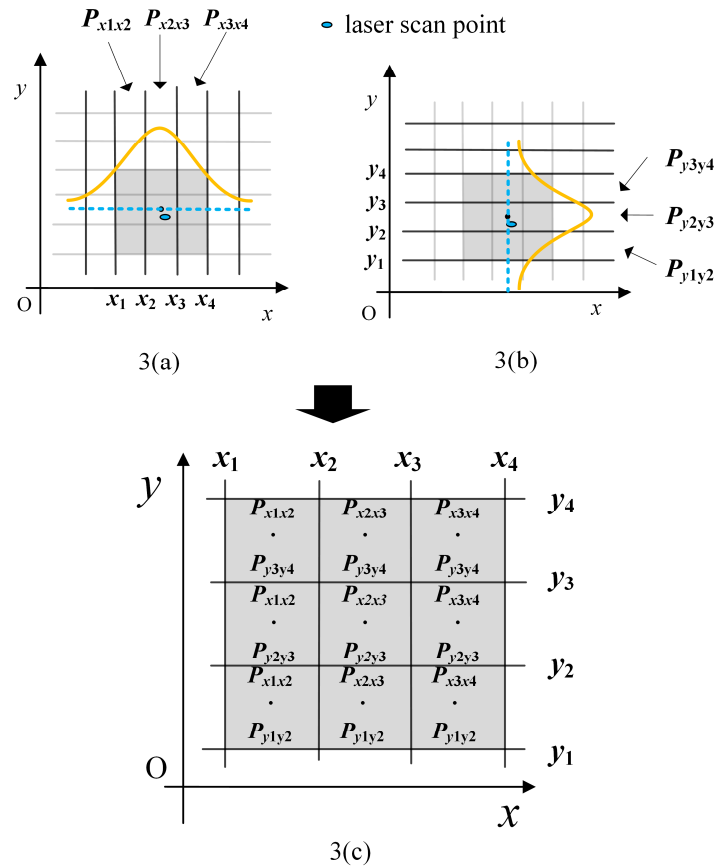 Px1x2 Px2x3 Px3x4 laser scan point
y
O x1 x2 x3 x4 x
3(a)
y
y4
y3
y2
y1
Py3y4
Py2y3
Py1y2
O x
3(b)
x1 x2 x3 x4
y
Px1x2 Px2x3 Px3x4 y4
· · ·
Py3y4 Py3y4 Py3y4 y3
Px1x2 Px2x3 Px3x4
· · ·
Py2y3 Py2y3 Py2y3 y2
Px1x2 Px2x3 Px3x4
· · ·
Py1y2 Py1y2 Py1y2 y1
O
x
3(c)